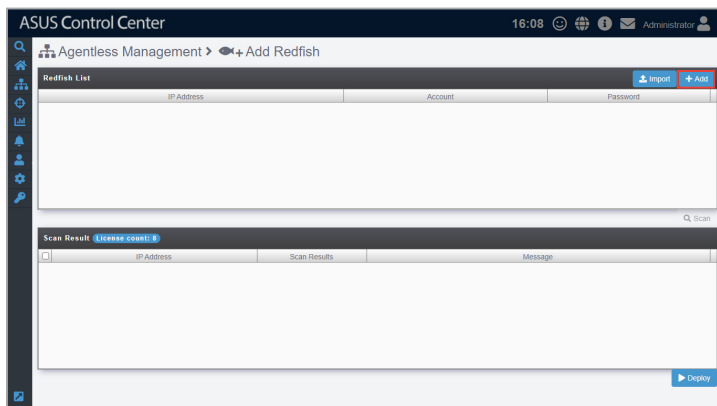 ASUS Control Center
16:08 Administrator
Agentless Management > + Add Redfish
Redfish List Import + Add
IP Address Account Password
Scan
Scan Result License count: 8
IP Address Scan Results Message
Deploy